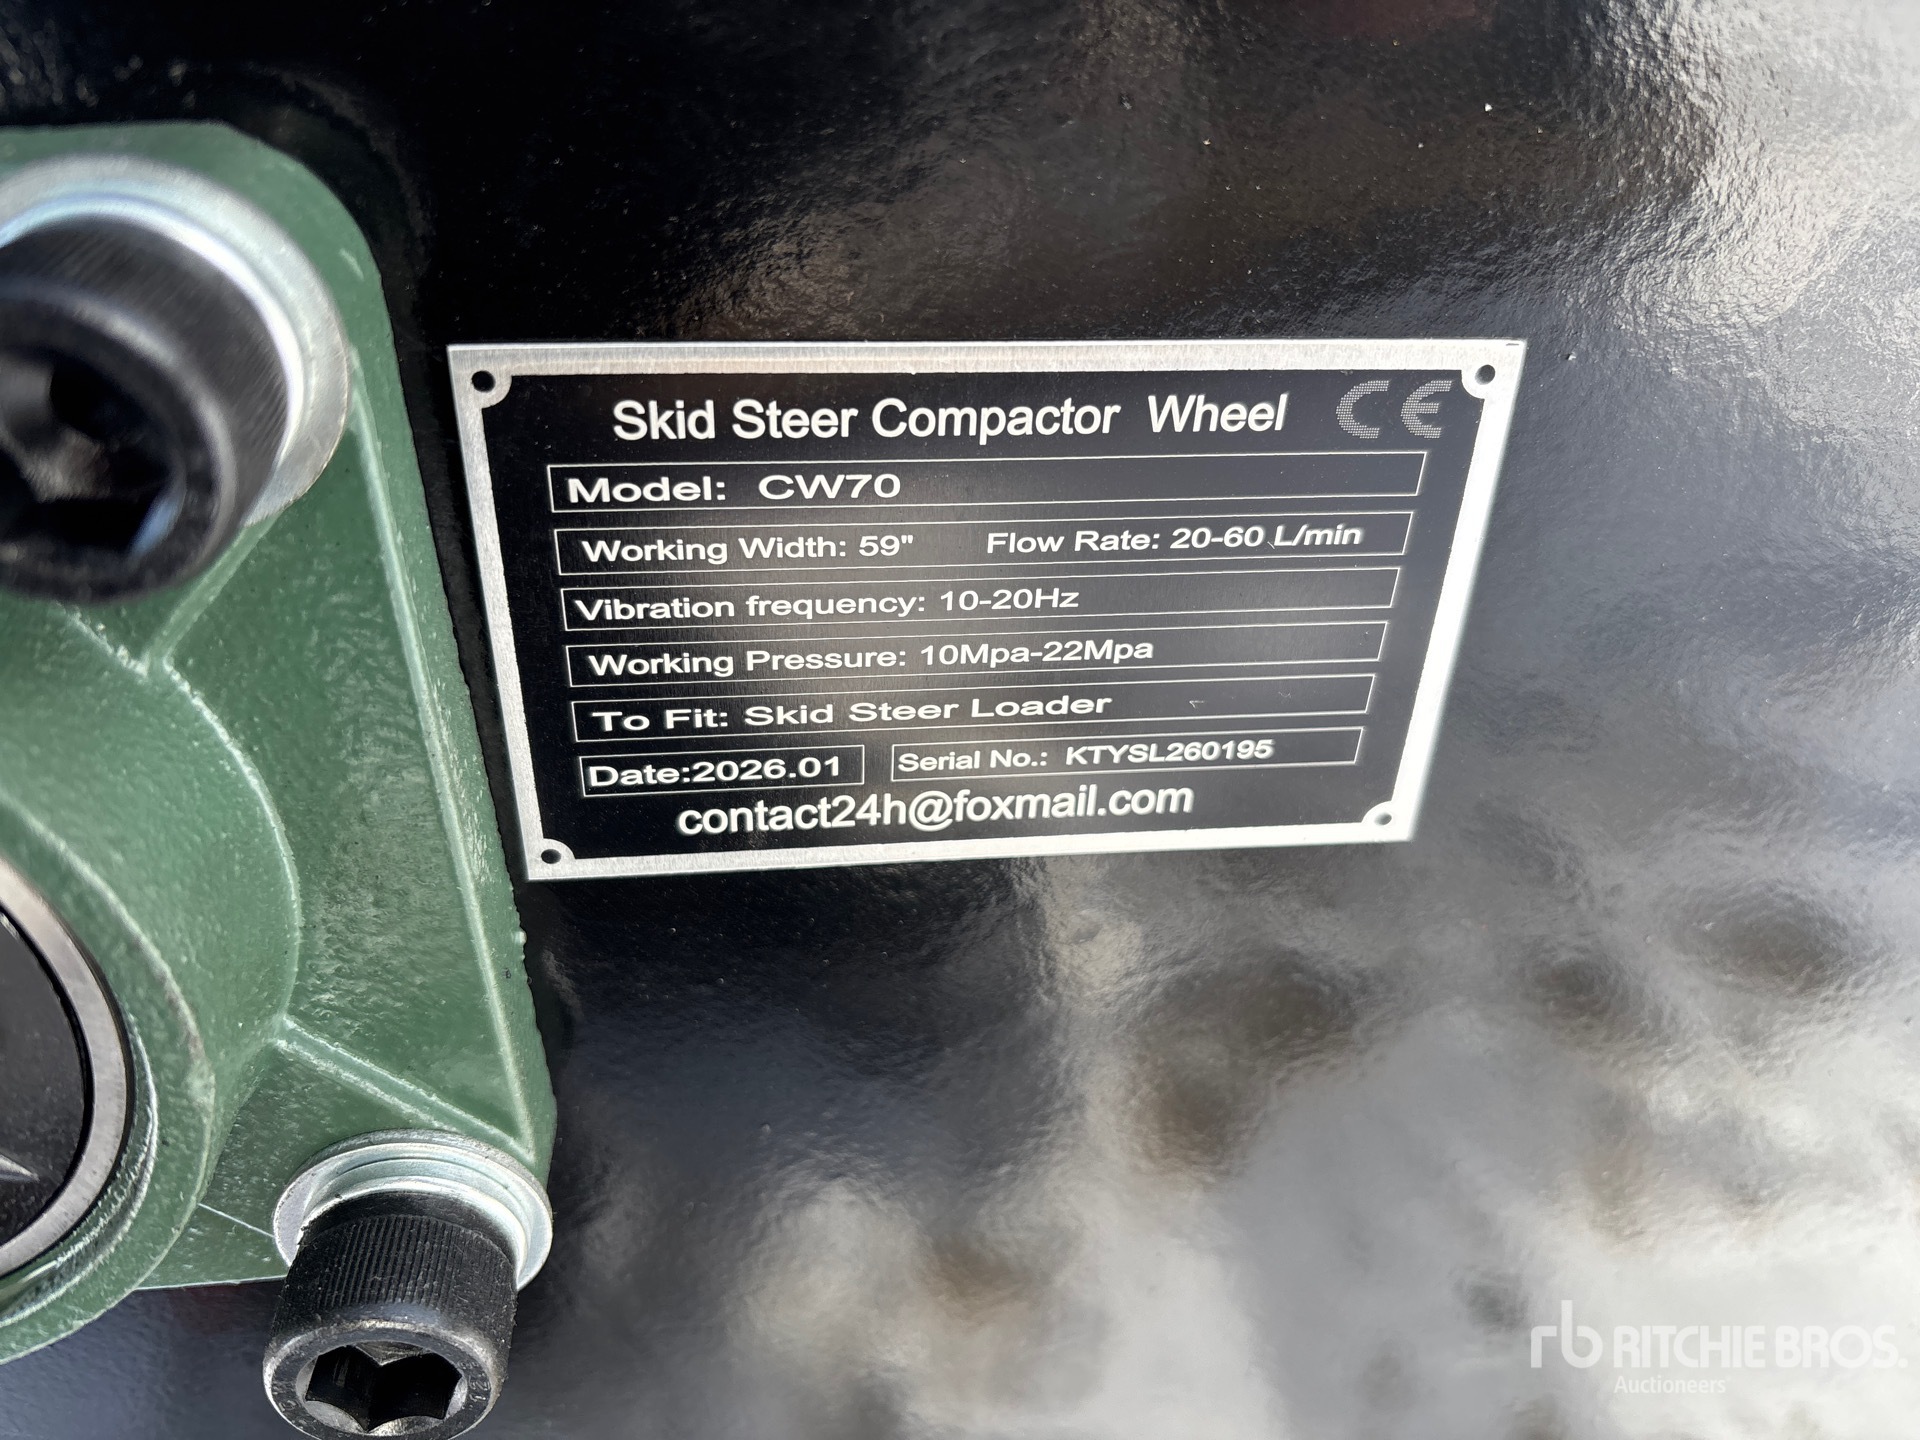 Skid Steer Compactor Wheel CE
Model: CW70
Working Width: 59" Flow Rate: 20-60 L/min
Vibration frequency: 10-20Hz
Working Pressure: 10Mpa-22Mpa
To Fit: Skid Steer Loader
Date:2026.01 Serial No.: KTYSL260195
contact24h@foxmail.com
rb RITCHIE BROS.
Auctioneers